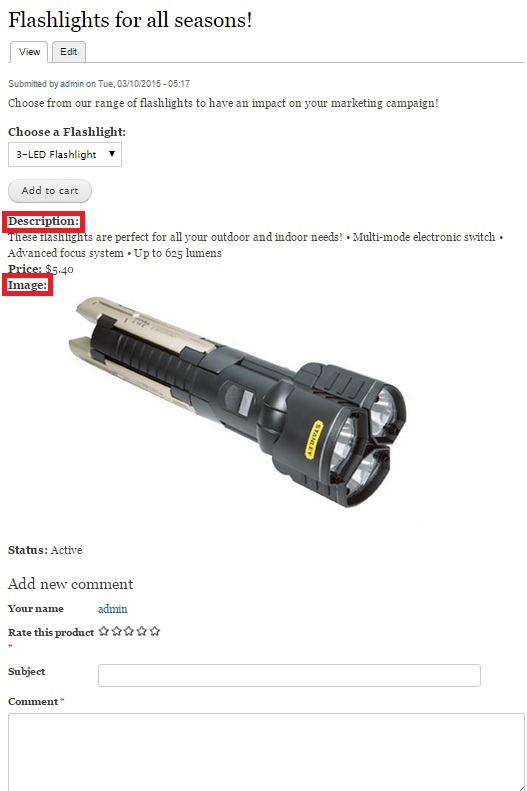 Flashlights for all seasons!
View Edit
Submitted by admin on Tue, 03/10/2015 - 05:17
Choose from our range of flashlights to have an impact on your marketing campaign!
Choose a Flashlight:
3-LED Flashlight
Add to cart
Description:
These flashlights are perfect for all your outdoor and indoor needs! • Multi-mode electronic switch •
Advanced focus system • Up to 625 lumens
Price: $5.40
Image:
STANLEY
Status: Active
Add new comment
Your name admin
Rate this product
*
Subject
Comment *